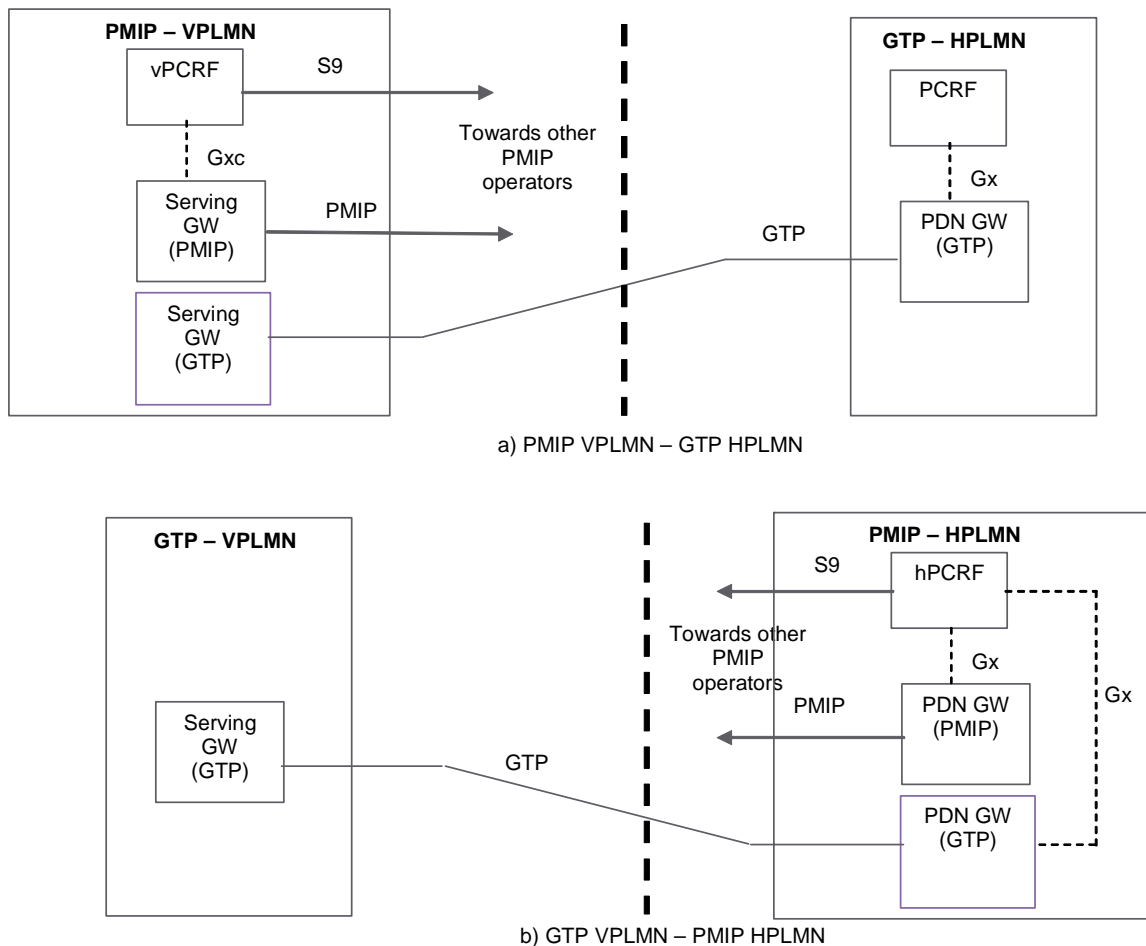 PMIP – VPLMN
vPCRF
S9
Gxc
Towards other
PMIP
operators
Serving
GW
(PMIP)
PMIP
Serving
GW
(GTP)
GTP
GTP – HPLMN
PCRF
Gx
PDN GW
(GTP)
a) PMIP VPLMN – GTP HPLMN
GTP – VPLMN
Serving
GW
(GTP)
GTP
PMIP – HPLMN
S9
hPCRF
Towards other
PMIP
operators
Gx
Gx
PMIP
PDN GW
(PMIP)
PDN GW
(GTP)
b) GTP VPLMN – PMIP HPLMN